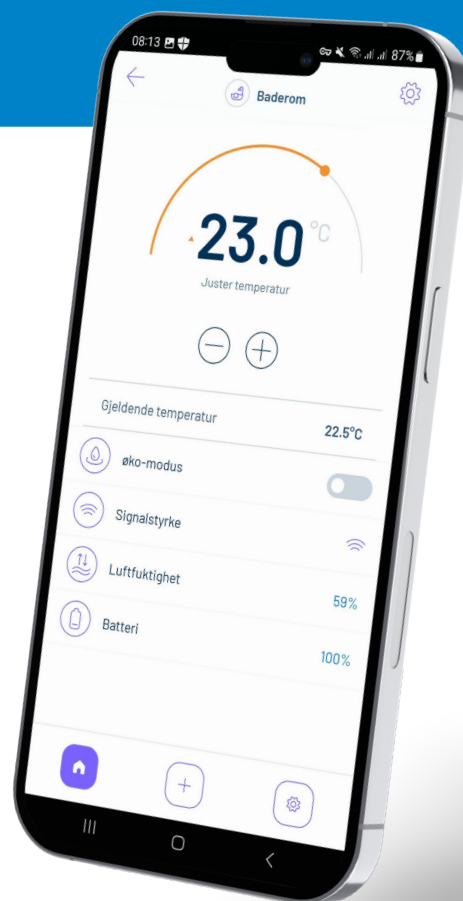 08:13
87%
Baderom
23.0 °C
Juster temperatur
Gjeldende temperatur 22.5°C
øko-modus
Signalstyrke
Luftfuktighet 59%
Batteri 100%